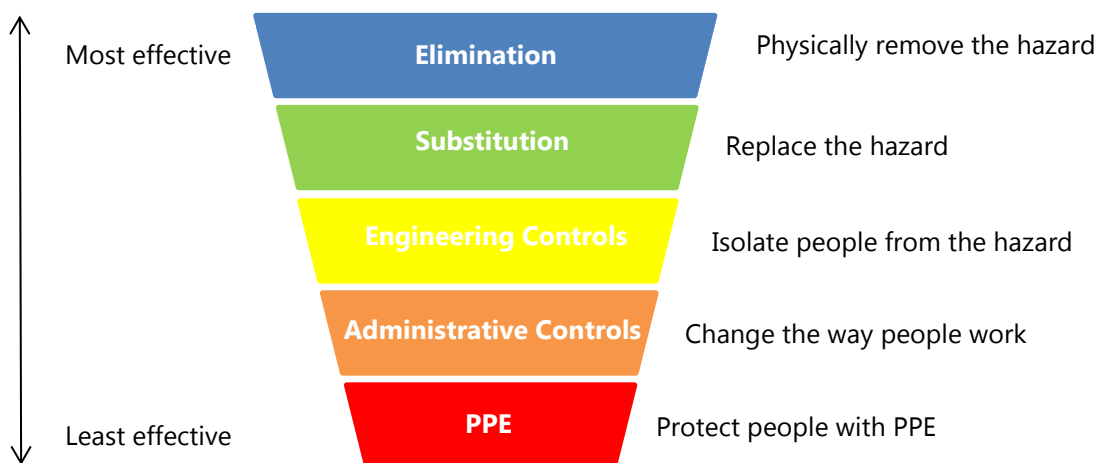 Most effective
Elimination
Physically remove the hazard
Substitution
Replace the hazard
Engineering Controls
Isolate people from the hazard
Administrative Controls
Change the way people work
Least effective
PPE
Protect people with PPE